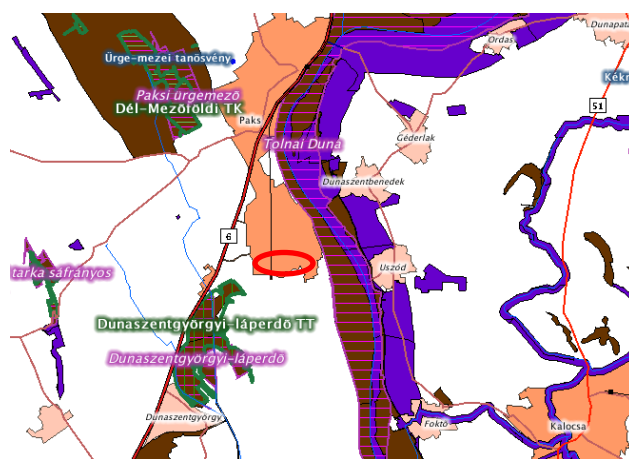 Ordas
Dunapata
Ürge-mezei tanösvény
Kékn
Paksi ürgemező
Dél-Mezőföldi TK
Paks
51
Tolnai Duna
Géderlak
Dunaszentbenedek
6
Uszód
tarka sáfrányos
Dunaszentgyörgyi-láperdő TT
Dunaszentgyörgyi-láperdő
Dunaszentgyörgy
Foktő
Kalocsa